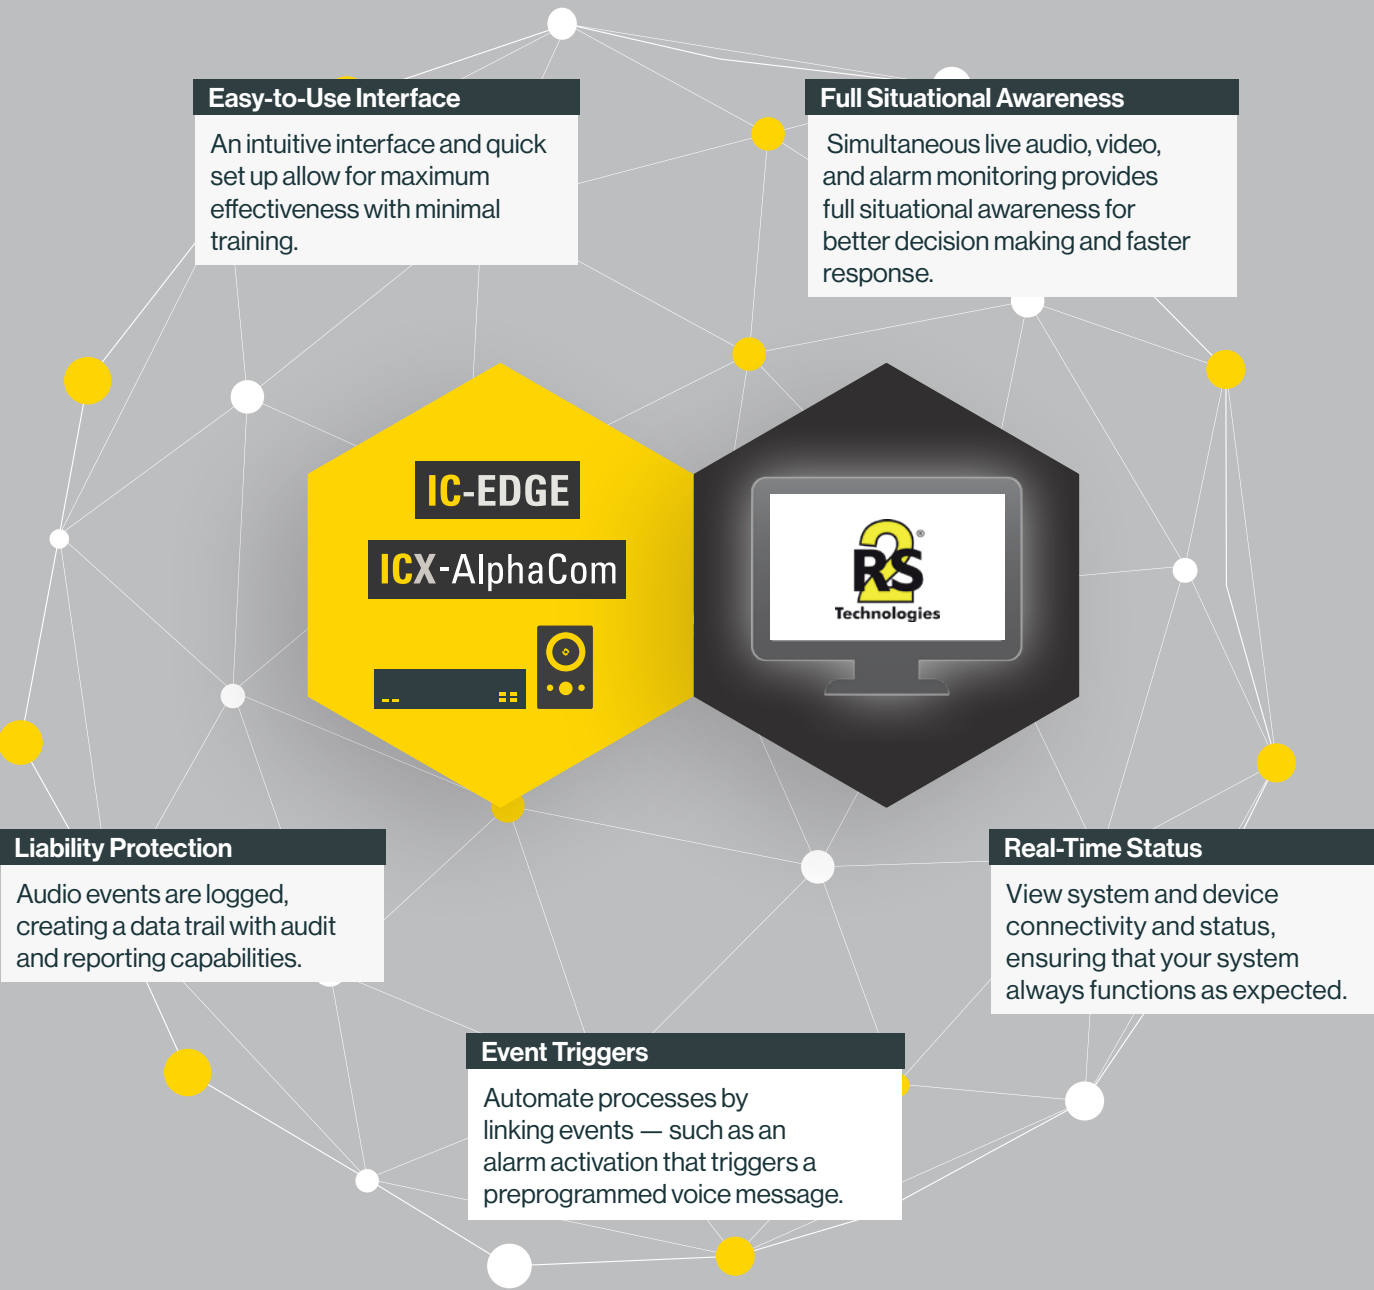 Easy-to-Use Interface
An intuitive interface and quick
set up allow for maximum
effectiveness with minimal
training.
Full Situational Awareness
Simultaneous live audio, video,
and alarm monitoring provides
full situational awareness for
better decision making and faster
response.
IC-EDGE
ICX-AlphaCom
RS2®
Technologies
Liability Protection
Audio events are logged,
creating a data trail with audit
and reporting capabilities.
Real-Time Status
View system and device
connectivity and status,
ensuring that your system
always functions as expected.
Event Triggers
Automate processes by
linking events — such as an
alarm activation that triggers a
preprogrammed voice message.